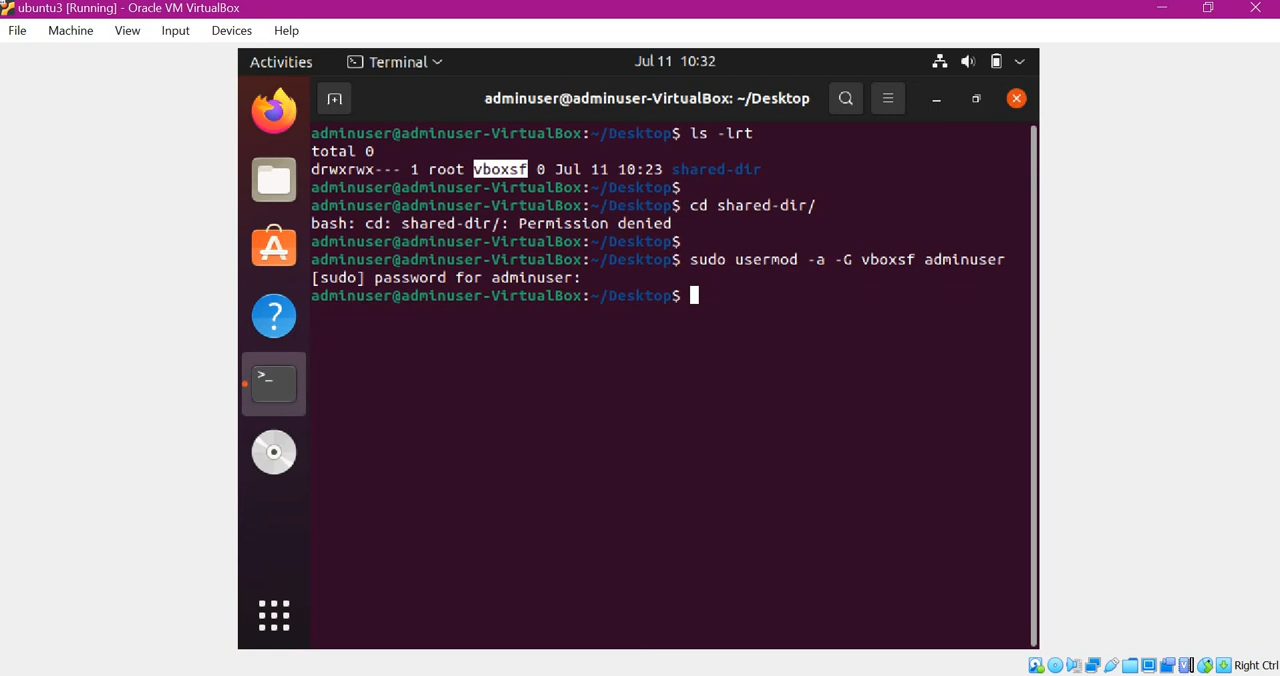 ubuntu3 [Running] - Oracle VM VirtualBox
File Machine View Input Devices Help
Activities Terminal Jul 11 10:32
adminuser@adminuser-VirtualBox: ~/Desktop
adminuser@adminuser-VirtualBox:~/Desktop$ ls -lrt
total 0
drwxrwx--- 1 root vboxsf 0 Jul 11 10:23 shared-dir
adminuser@adminuser-VirtualBox:~/Desktop$
adminuser@adminuser-VirtualBox:~/Desktop$ cd shared-dir/
bash: cd: shared-dir/: Permission denied
adminuser@adminuser-VirtualBox:~/Desktop$
adminuser@adminuser-VirtualBox:~/Desktop$ sudo usermod -a -G vboxsf adminuser
[sudo] password for adminuser:
adminuser@adminuser-VirtualBox:~/Desktop$
Right Ctrl